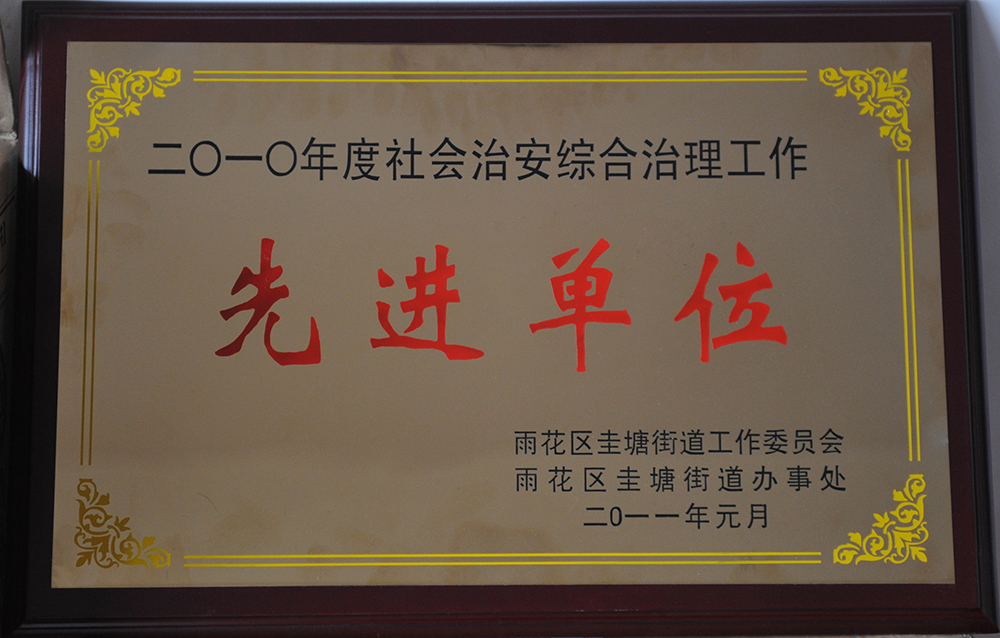 二〇一〇年度社会治安综合治理工作
先进单位
雨花区圭塘街道工作委员会
雨花区圭塘街道办事处
二0一一年元月